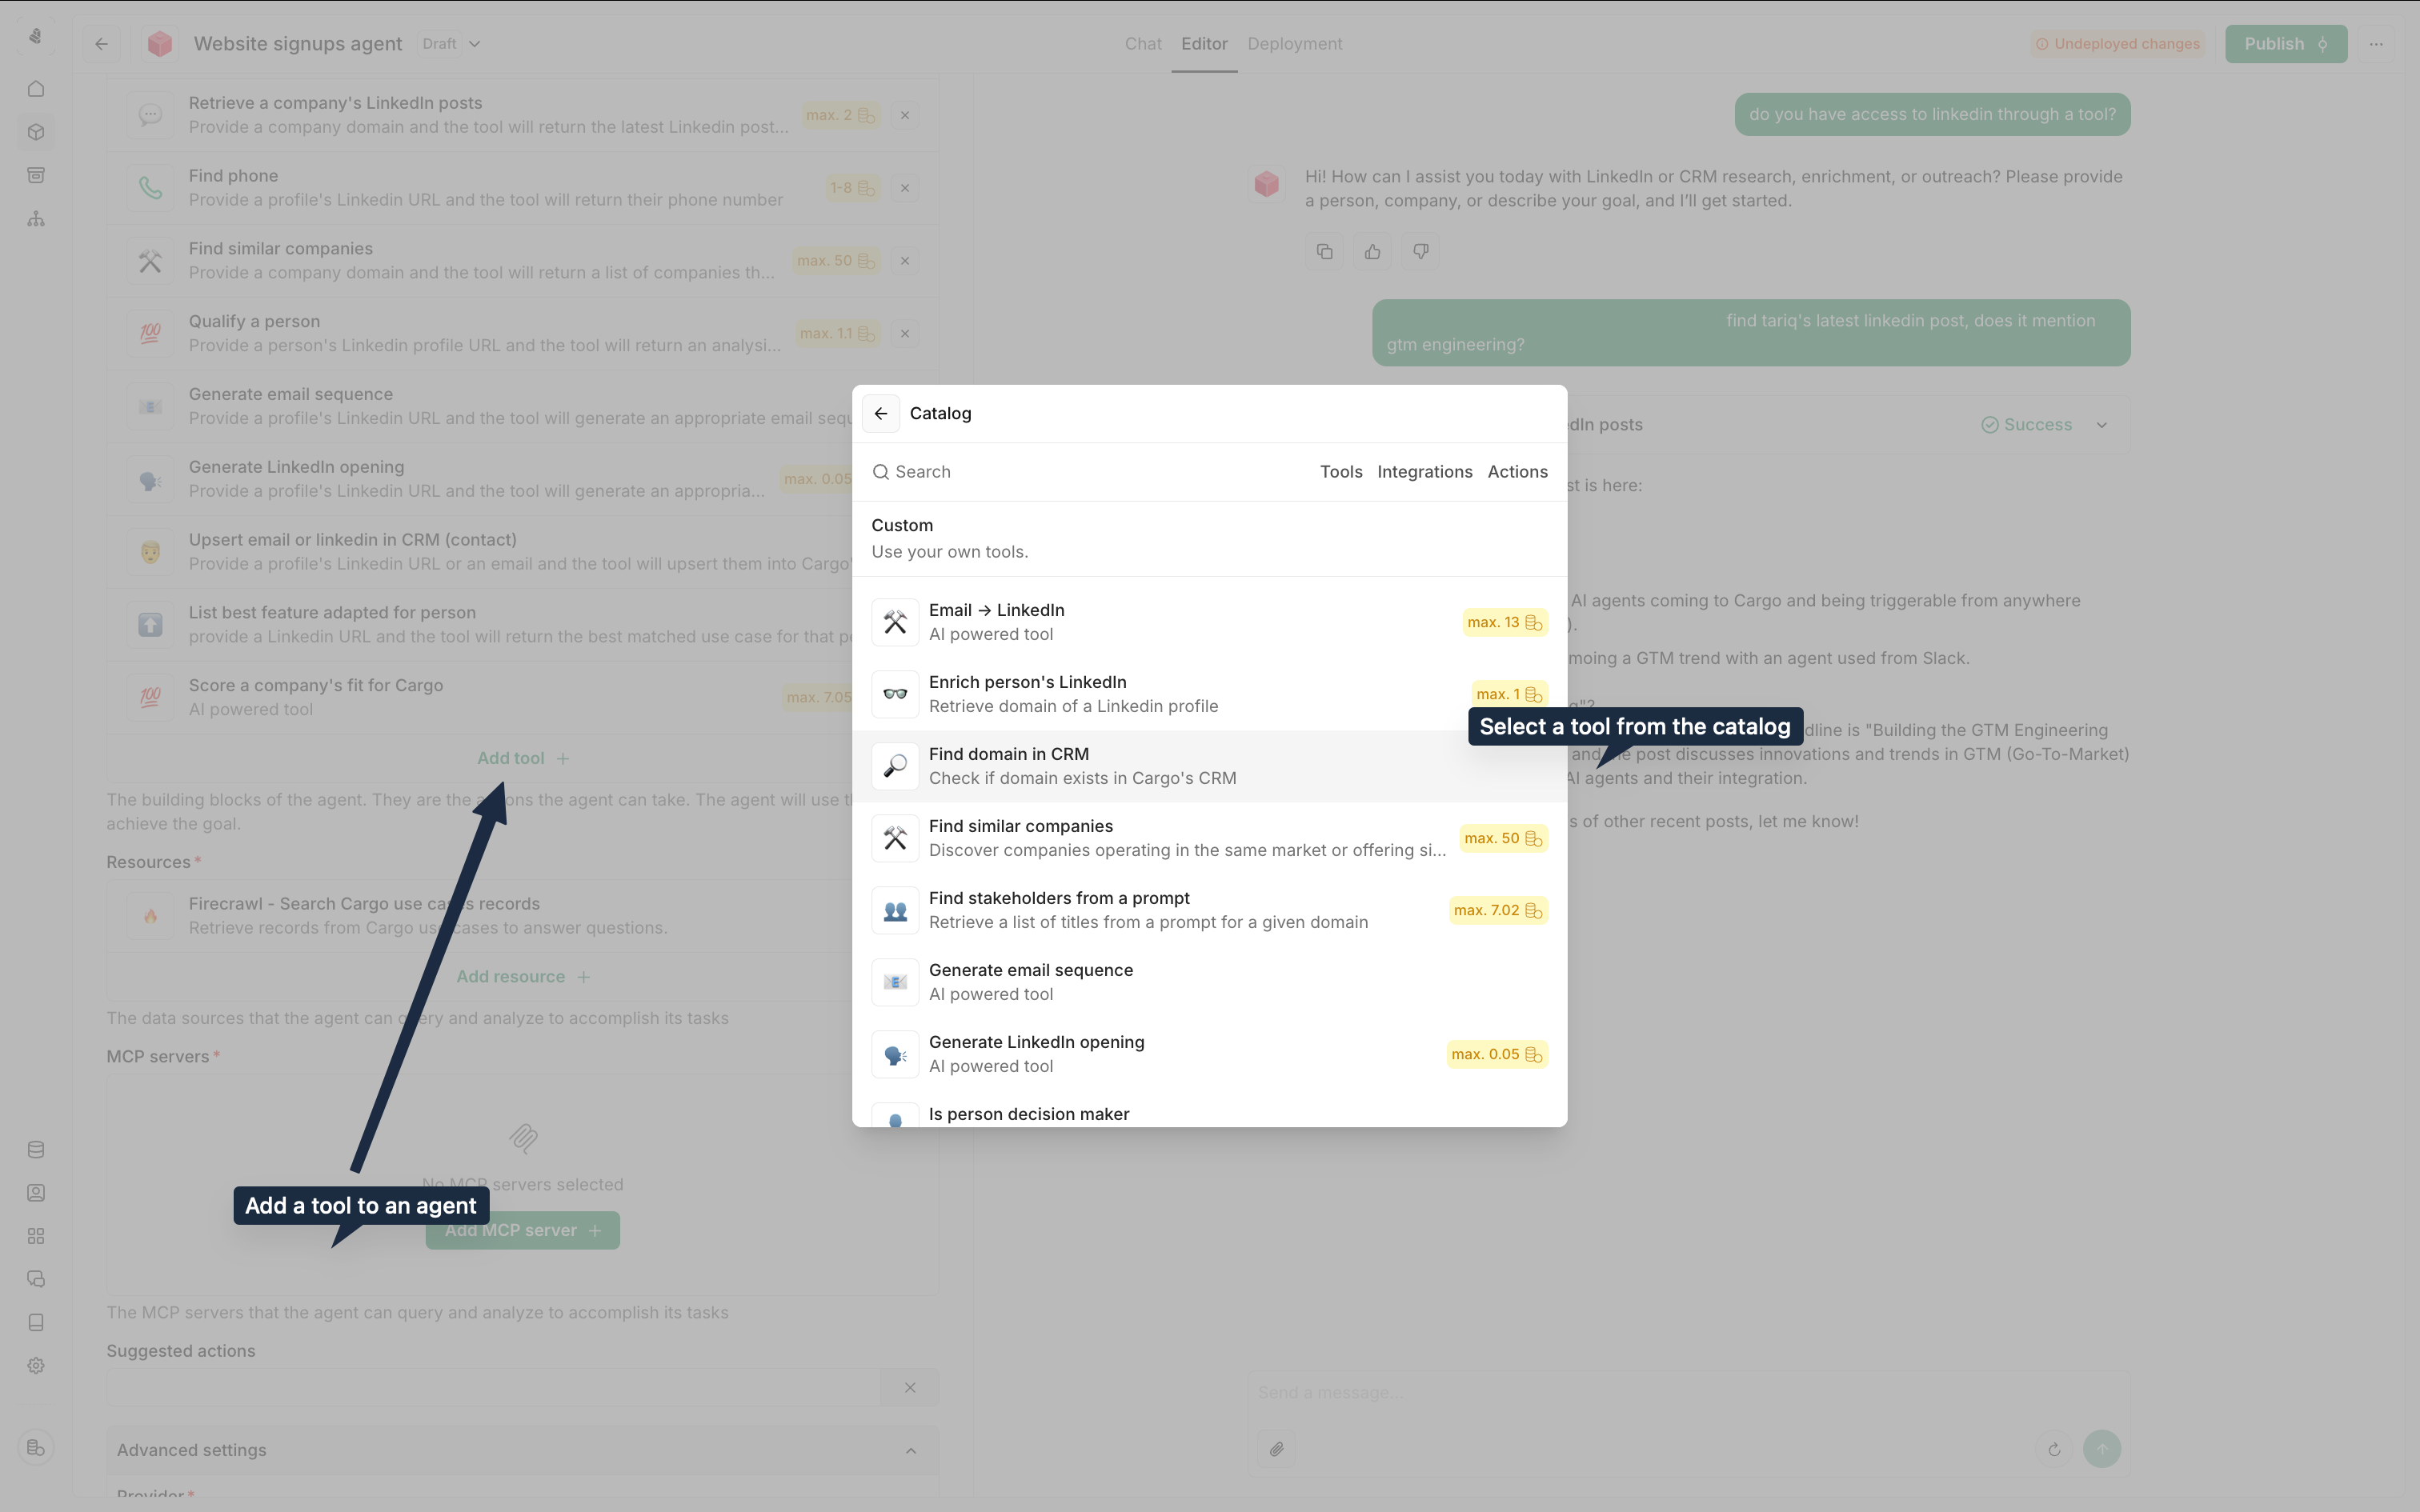 Website signups agent
Draft
Chat
Editor
Deployment
Undeployed changes
Publish
Retrieve a company's LinkedIn posts
Provide a company domain and the tool will return the latest Linkedin post...
max. 2
Find phone
Provide a profile's Linkedin URL and the tool will return their phone number
1-8
Find similar companies
Provide a company domain and the tool will return a list of companies th...
max. 50
Qualify a person
Provide a person's Linkedin profile URL and the tool will return an analysi...
max. 1.1
Generate email sequence
Provide a profile's Linkedin URL and the tool will generate an appropriate email sequ
Generate LinkedIn opening
Provide a profile's Linkedin URL and the tool will generate an appropria...
max. 0.05
Upsert email or linkedin in CRM (contact)
Provide a profile's Linkedin URL or an email and the tool will upsert them into Cargo'
List best feature adapted for person
provide a Linkedin URL and the tool will return the best matched use case for that pe
Score a company's fit for Cargo
AI powered tool
max. 7.05
Add tool +
The building blocks of the agent. They are the ons the agent can take. The agent will use
achieve the goal.
Resources*
Firecrawl - Search Cargo use cases records
Retrieve records from Cargo use cases to answer questions.
Add resource +
The data sources that the agent can query and analyze to accomplish its tasks
MCP servers*
No MCP servers selected
Add a tool to an agent
Add MCP server +
The MCP servers that the agent can query and analyze to accomplish its tasks
Suggested actions
Advanced settings
Provider*
Catalog
Search
Tools
Integrations
Actions
Custom
Use your own tools.
Email → LinkedIn
AI powered tool
max. 13
Enrich person's LinkedIn
Retrieve domain of a Linkedin profile
max. 1
Select a tool from the catalog
Find domain in CRM
Check if domain exists in Cargo's CRM
Find similar companies
Discover companies operating in the same market or offering si...
max. 50
Find stakeholders from a prompt
Retrieve a list of titles from a prompt for a given domain
max. 7.02
Generate email sequence
AI powered tool
Generate LinkedIn opening
AI powered tool
max. 0.05
Is person decision maker
do you have access to linkedin through a tool?
Hi! How can I assist you today with LinkedIn or CRM research, enrichment, or outreach? Please provide
a person, company, or describe your goal, and I'll get started.
find tariq's latest linkedin post, does it mention
gtm engineering?
edIn posts
Success
st is here:
AI agents coming to Cargo and being triggerable from anywhere
).
moing a GTM trend with an agent used from Slack.
g"?
dline is "Building the GTM Engineering
and the post discusses innovations and trends in GTM (Go-To-Market)
AI agents and their integration.
s of other recent posts, let me know!
Send a message...